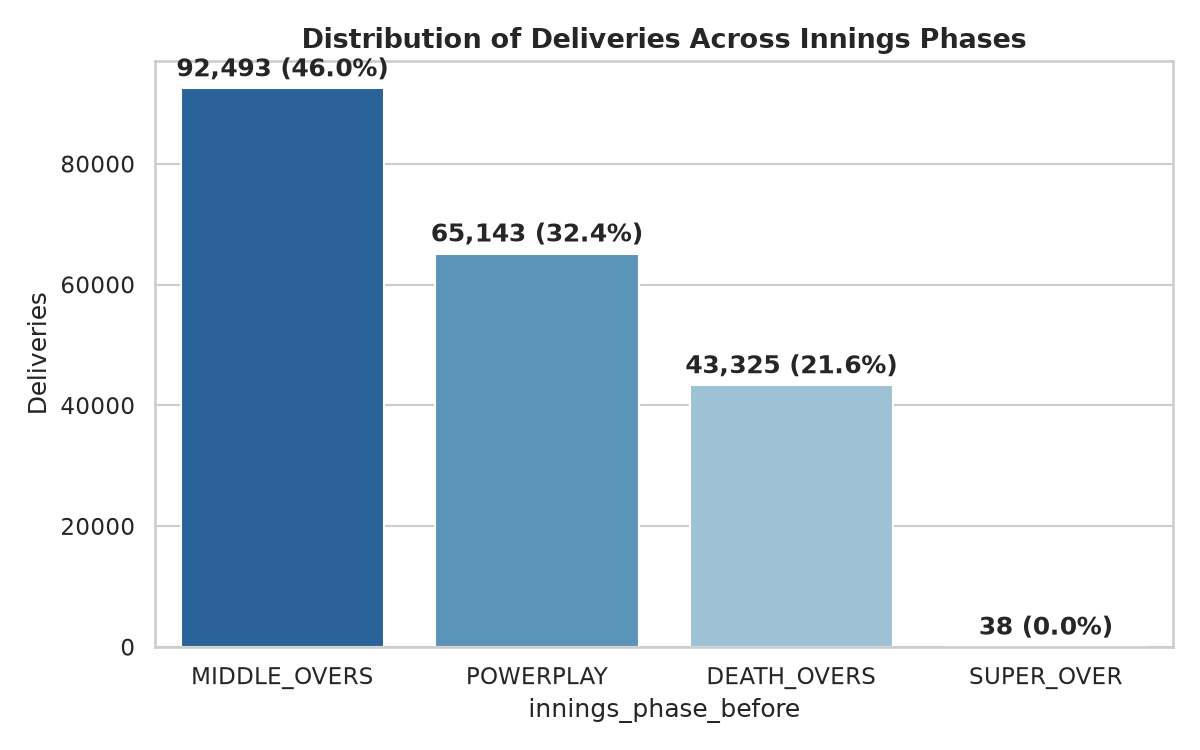 Distribution of Deliveries Across Innings Phases
92,493 (46.0%)
65,143 (32.4%)
43,325 (21.6%)
38 (0.0%)
Deliveries
80000
60000
40000
20000
0
MIDDLE_OVERS
POWERPLAY
DEATH_OVERS
SUPER_OVER
innings_phase_before